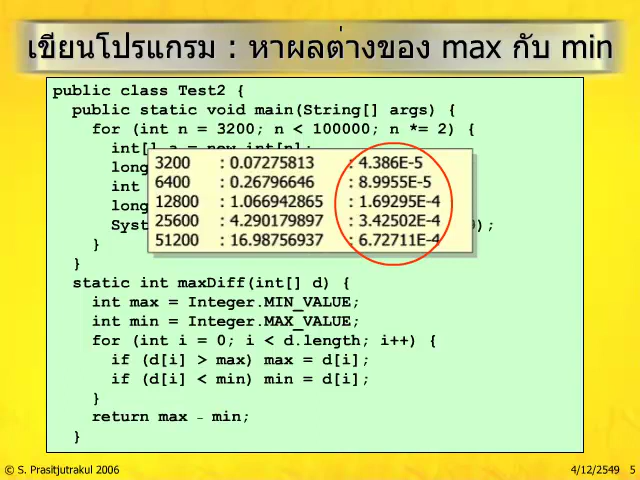 เขียนโปรแกรม : หาผลต่างของ max กับ min
public class Test2 {
public static void main(String[] args) {
for (int n = 3200; n < 100000; n *= 2) {
int[] a = new int[n];
long
int
long
Syst );
3200 : 0.07275813 : 4.386E-5
6400 : 0.26796646 : 8.9955E-5
12800 : 1.066942865 : 1.69295E-4
25600 : 4.290179897 : 3.42502E-4
51200 : 16.98756937 : 6.72711E-4
}
}
static int maxDiff(int[] d) {
int max = Integer.MIN_VALUE;
int min = Integer.MAX_VALUE;
for (int i = 0; i < d.length; i++) {
if (d[i] > max) max = d[i];
if (d[i] < min) min = d[i];
}
return max – min;
}
© S. Prasitjutrakul 2006
4/12/2549 5